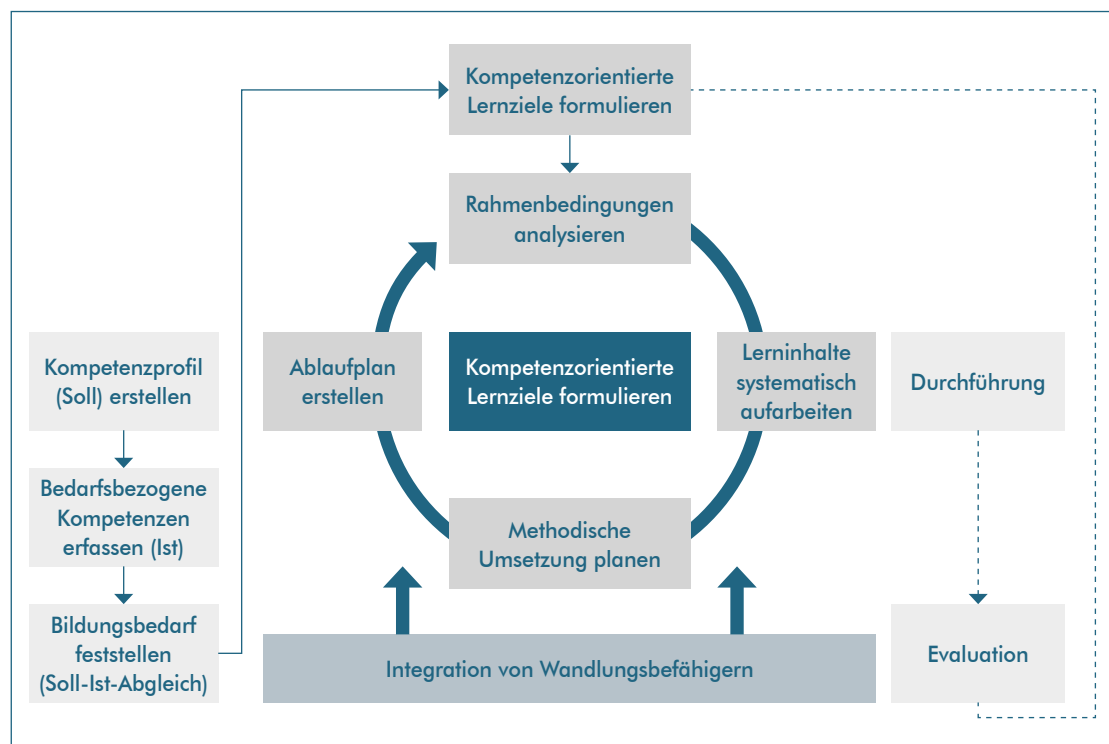 Kompetenzorientierte
Lernziele formulieren
Rahmenbedingungen
analysieren
Kompetenzprofil
(Soll) erstellen
Bedarfsbezogene
Kompetenzen
erfassen (Ist)
Bildungsbedarf
feststellen
(Soll-Ist-Abgleich)
Ablaufplan
erstellen
Kompetenzorientierte
Lernziele formulieren
Lerninhalte
systematisch
aufarbeiten
Methodische
Umsetzung planen
Integration von Wandlungsbefähigern
Durchführung
Evaluation